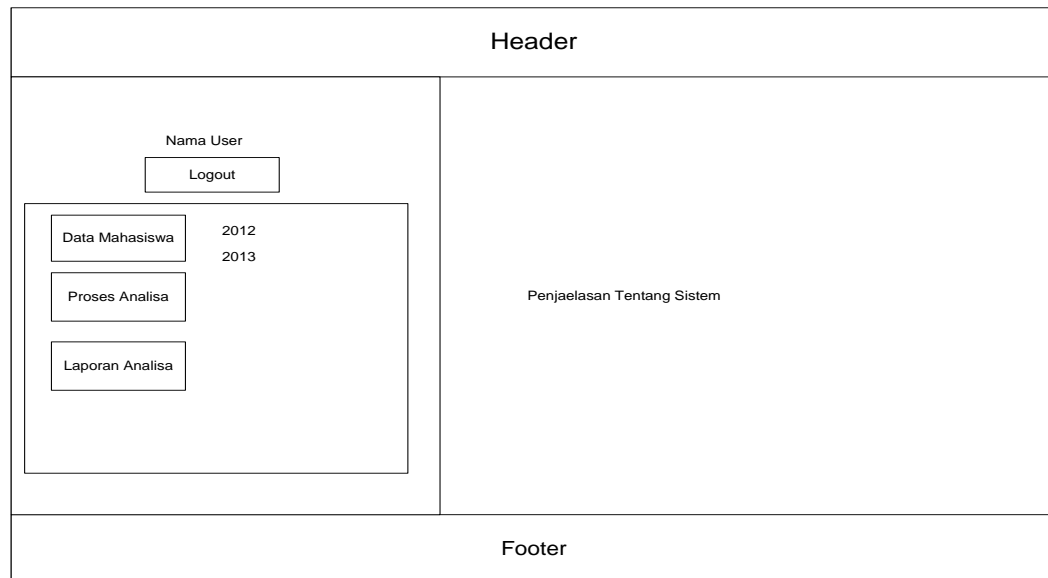 Header
Nama User
Logout
Data Mahasiswa
2012
2013
Proses Analisa
Laporan Analisa
Penjaelasan Tentang Sistem
Footer